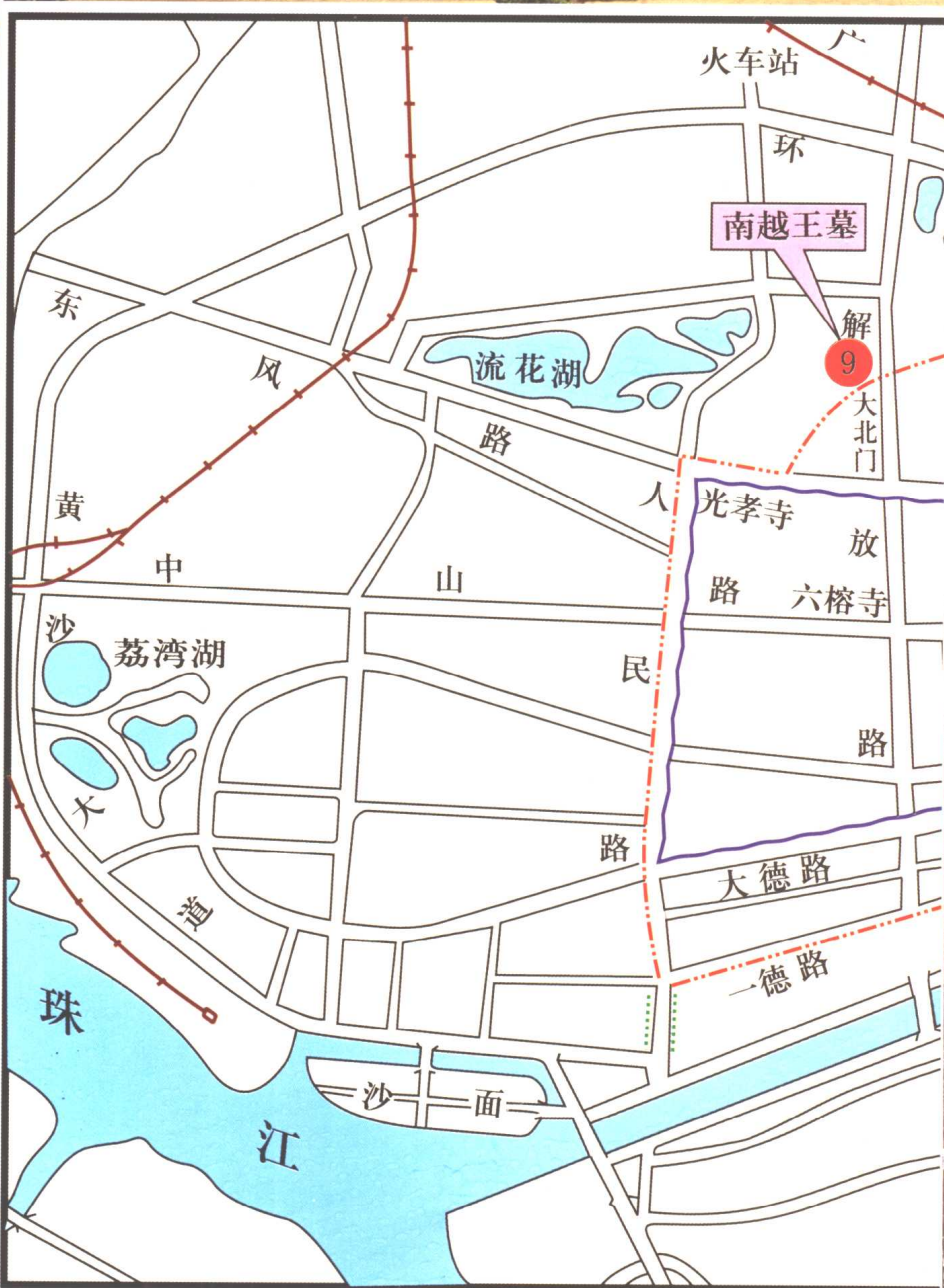 火车站
广
环
南越王墓
解
9
大北门
东风路
流花湖
人民路
光孝寺
放
路
六榕寺
黄沙大道
中山
荔湾湖
路
大德路
一德路
珠江
沙面